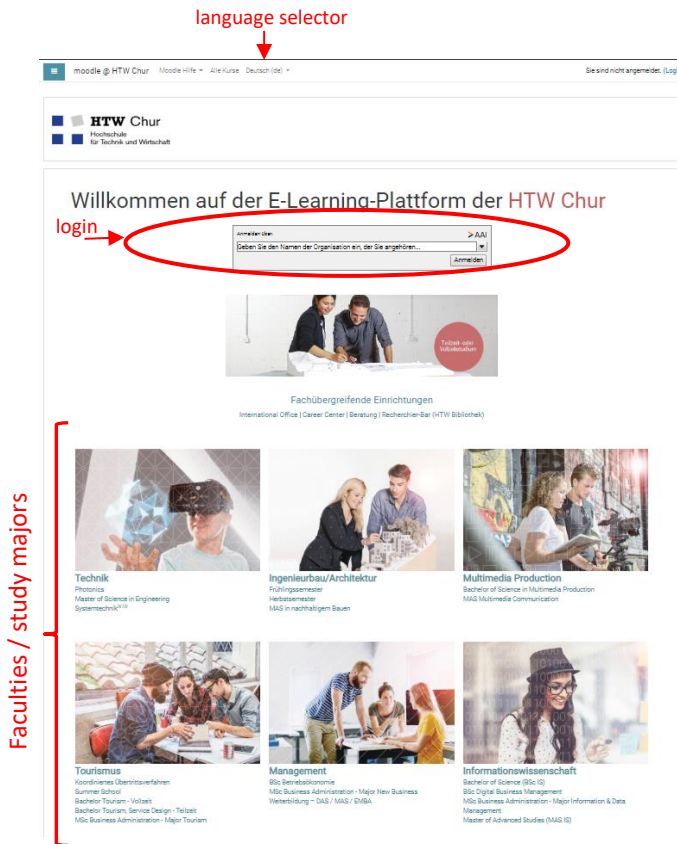 language selector
moodle @ HTW Chur Moodle Hilfe Alle Kurse Deutsch (de) Sie sind nicht angemeldet. (Logi
HTW Chur
Hochschule
für Technik und Wirtschaft
Willkommen auf der E-Learning-Plattform der HTW Chur
login
Anmelden über: AAI
Geben Sie den Namen der Organisation ein, der Sie angehören...
Anmelden
Teilzeit- oder
Vollzeitstudium
Fachübergreifende Einrichtungen
International Office | Career Center | Beratung | Recherchier-Bar (HTW Bibliothek)
Faculties / study majors
Technik
Photonics
Master of Science in Engineering
Systemtechnik
Ingenieurbau/Architektur
Frühlingssemester
Herbstsemester
MAS in nachhaltigem Bauen
Multimedia Production
Bachelor of Science in Multimedia Production
MAS Multimedia Communication
Tourismus
Koordiniertes Übertrittsverfahren
Summer School
Bachelor Tourism - Vollzeit
Bachelor Tourism, Service Design - Teilzeit
MSc Business Administration - Major Tourism
Management
BSc Betriebsökonomie
MSc Business Administration - Major New Business
Weiterbildung – DAS / MAS / EMBA
Informationswissenschaft
Bachelor of Science (BSc IS)
BSc Digital Business Management
MSc Business Administration - Major Information & Data
Management
Master of Advanced Studies (MAS IS)